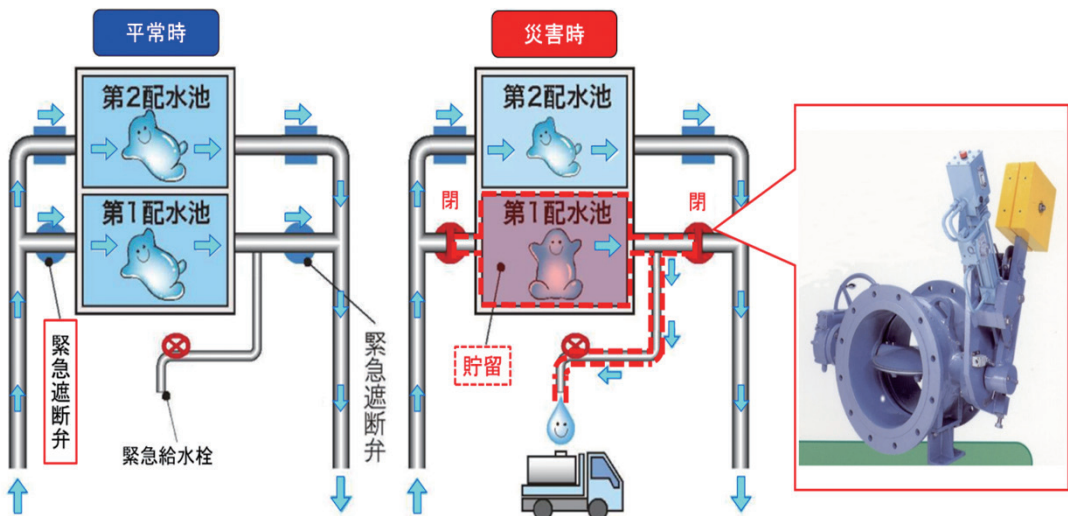 平常時
第2配水池
第1配水池
緊急遮断弁
緊急遮断弁
緊急給水栓
災害時
第2配水池
閉
第1配水池
閉
貯留